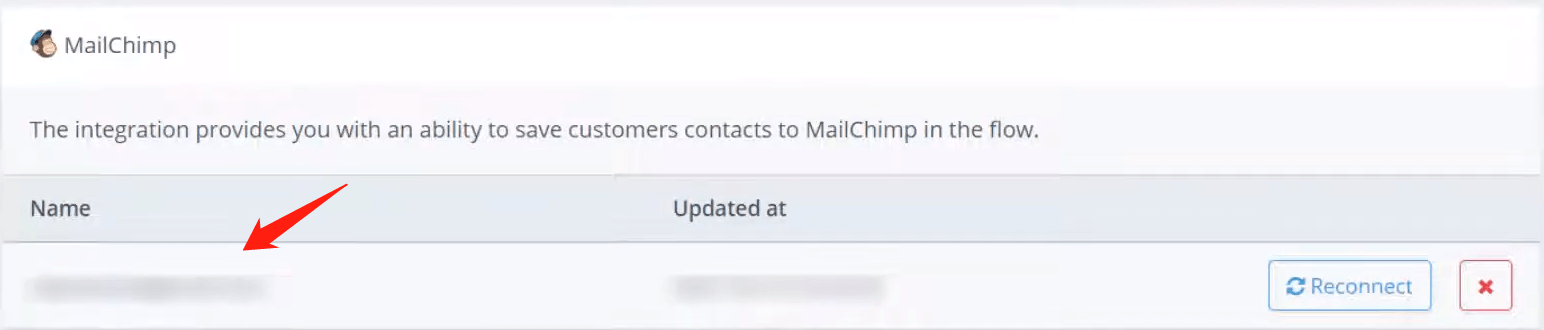 MailChimp
The integration provides you with an ability to save customers contacts to MailChimp in the flow.
Name Updated at
Reconnect